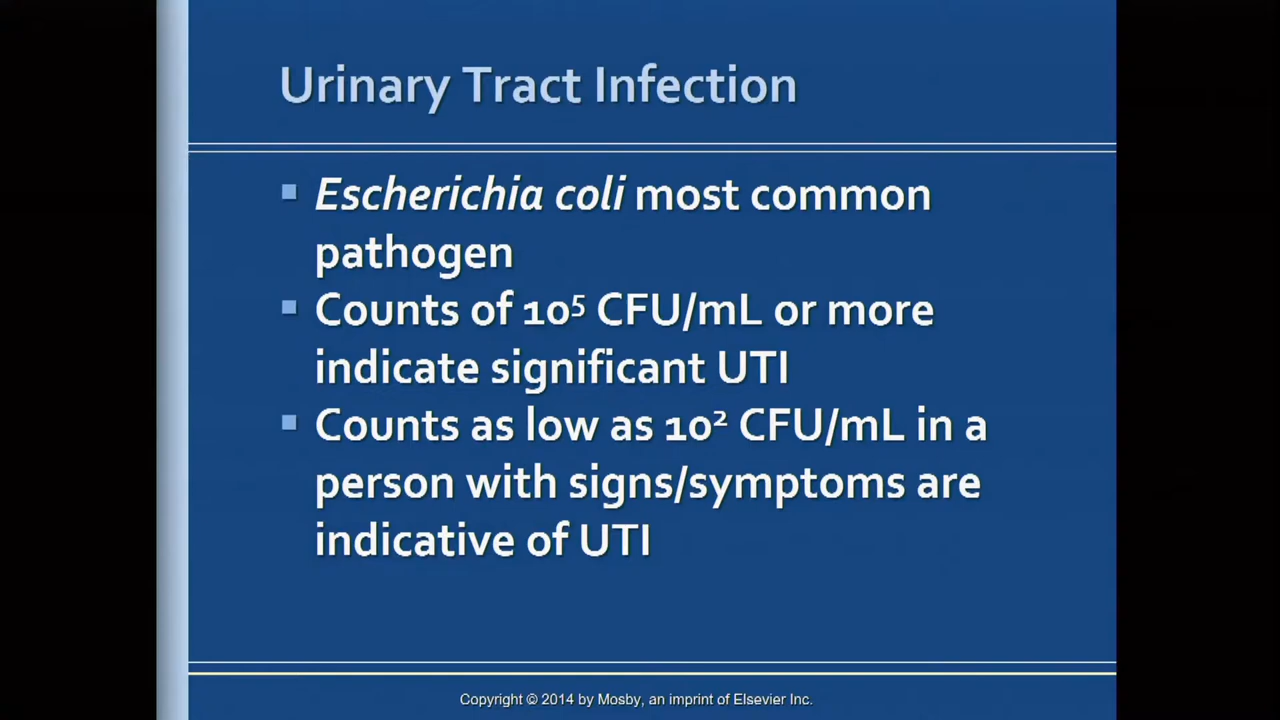 Urinary Tract Infection
▪ Escherichia coli most common
pathogen
▪ Counts of 10⁵ CFU/mL or more
indicate significant UTI
▪ Counts as low as 10² CFU/mL in a
person with signs/symptoms are
indicative of UTI
Copyright © 2014 by Mosby, an imprint of Elsevier Inc.